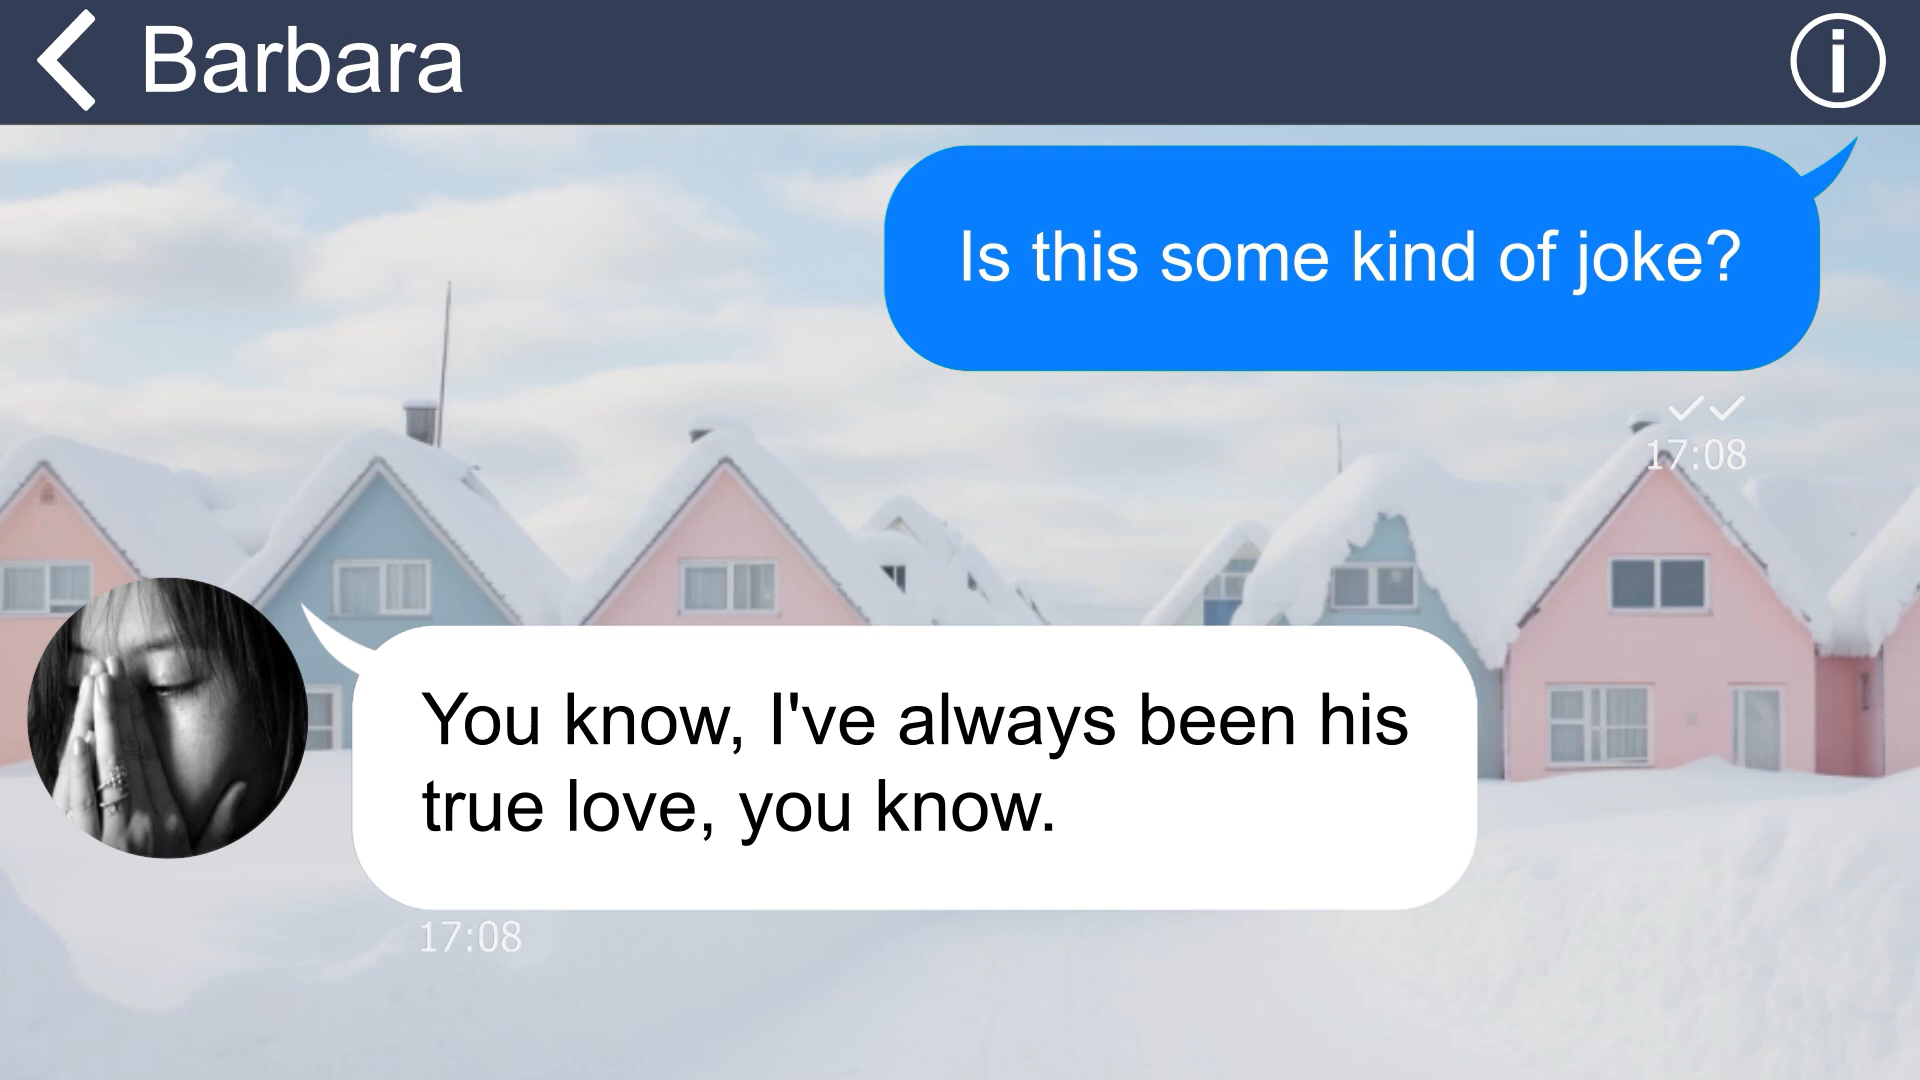 Barbara
Is this some kind of joke?
17:08
You know, I've always been his
true love, you know.
17:08